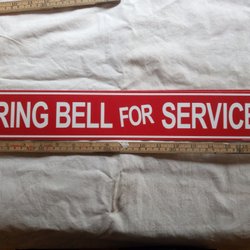 RING BELL FOR SERVICE